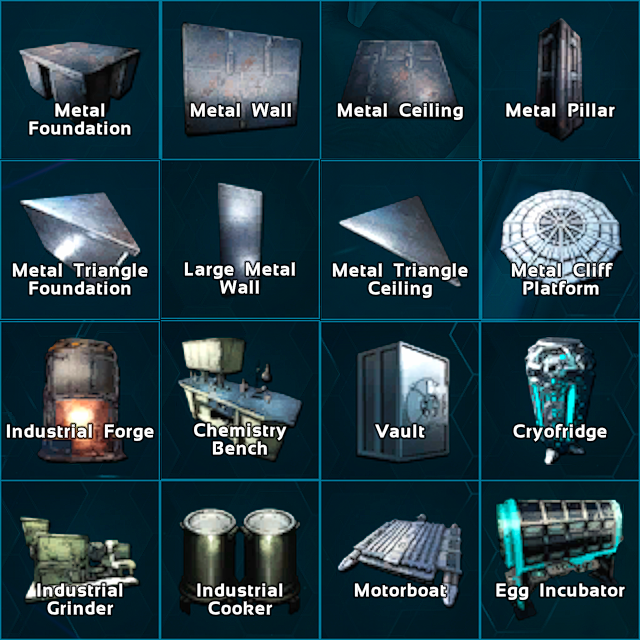 Metal
Foundation
Metal Wall
Metal Ceiling
Metal Pillar
Metal Triangle
Foundation
Large Metal
Wall
Metal Triangle
Ceiling
Metal Cliff
Platform
Industrial Forge
Chemistry
Bench
Vault
Cryofridge
Industrial
Grinder
Industrial
Cooker
Motorboat
Egg Incubator